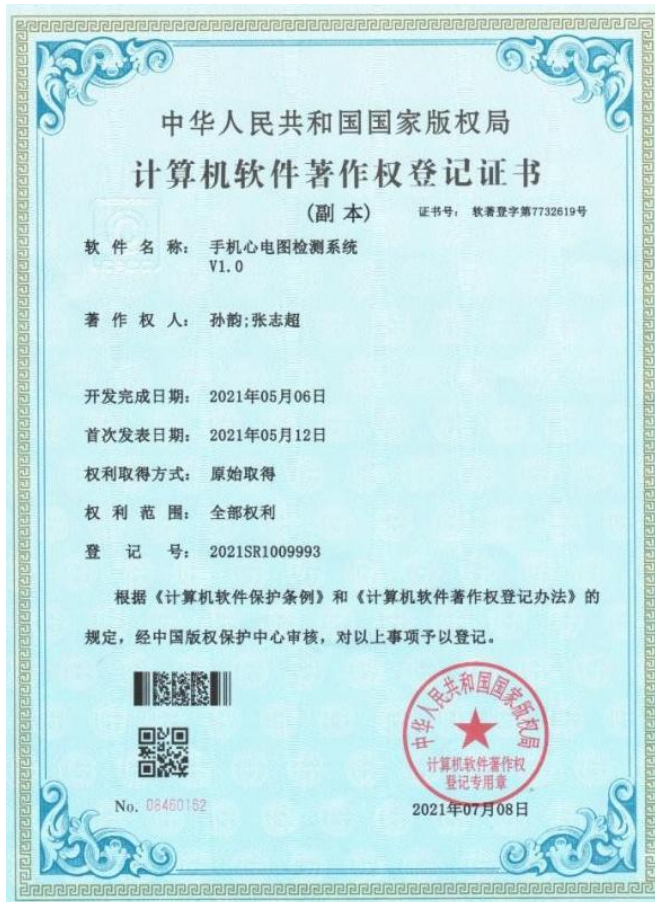 中华人民共和国国家版权局
计算机软件著作权登记证书
(副 本)
证书号： 软著登字第7732619号
软 件 名 称： 手机心电图检测系统
V1.0
著 作 权 人： 孙韵;张志超
开发完成日期： 2021年05月06日
首次发表日期： 2021年05月12日
权利取得方式： 原始取得
权 利 范 围： 全部权利
登 记 号： 2021SR1009993
根据《计算机软件保护条例》和《计算机软件著作权登记办法》的
规定，经中国版权保护中心审核，对以上事项予以登记。
中华人民共和国国家版权局
计算机软件著作权
登记专用章
No. 08460162
2021年07月08日